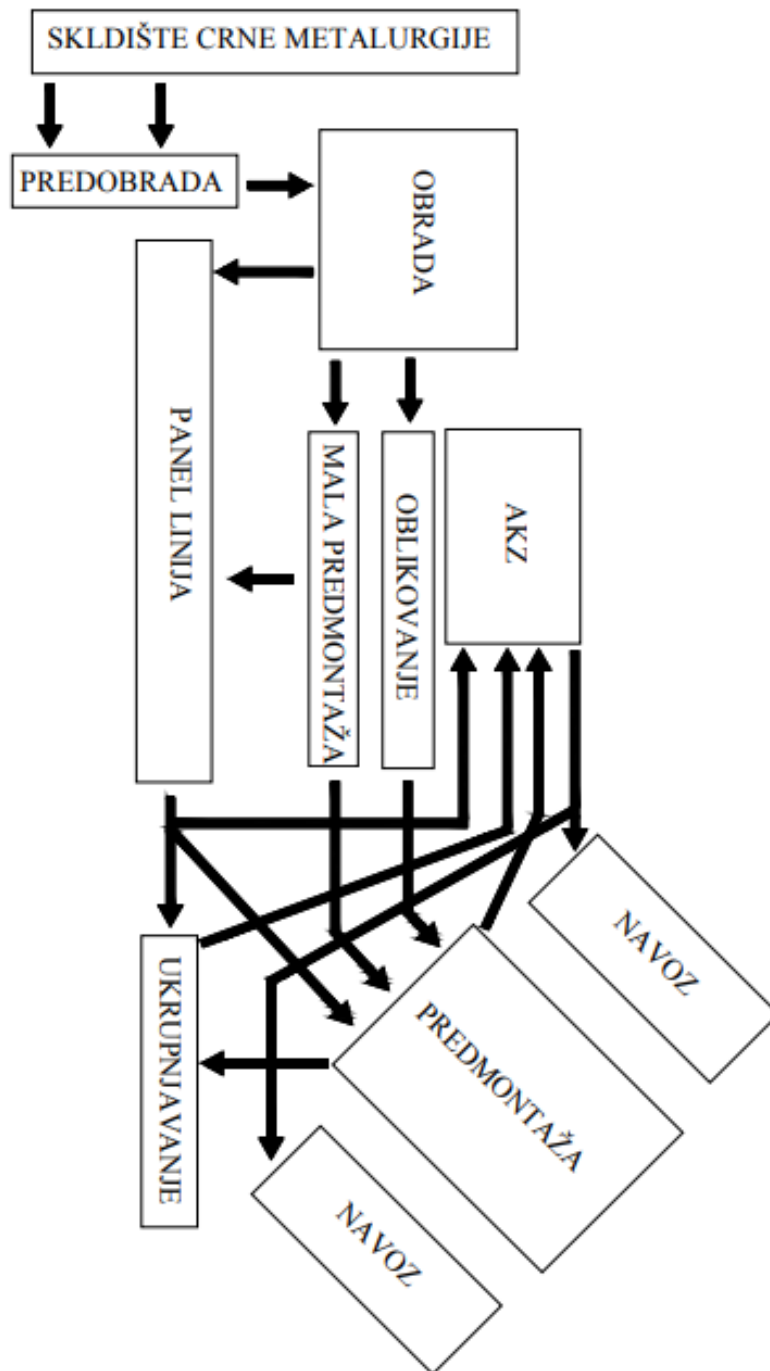 SKLDIŠTE CRNE METALURGIJE
PREDOBRADA
OBRADA
PANEL LINIJA
MALA PREDMONTAŽA
OBLIKOVANJE
AKZ
NAVOZ
PREDMONTAŽA
UKRUPNJAVANJE
NAVOZ